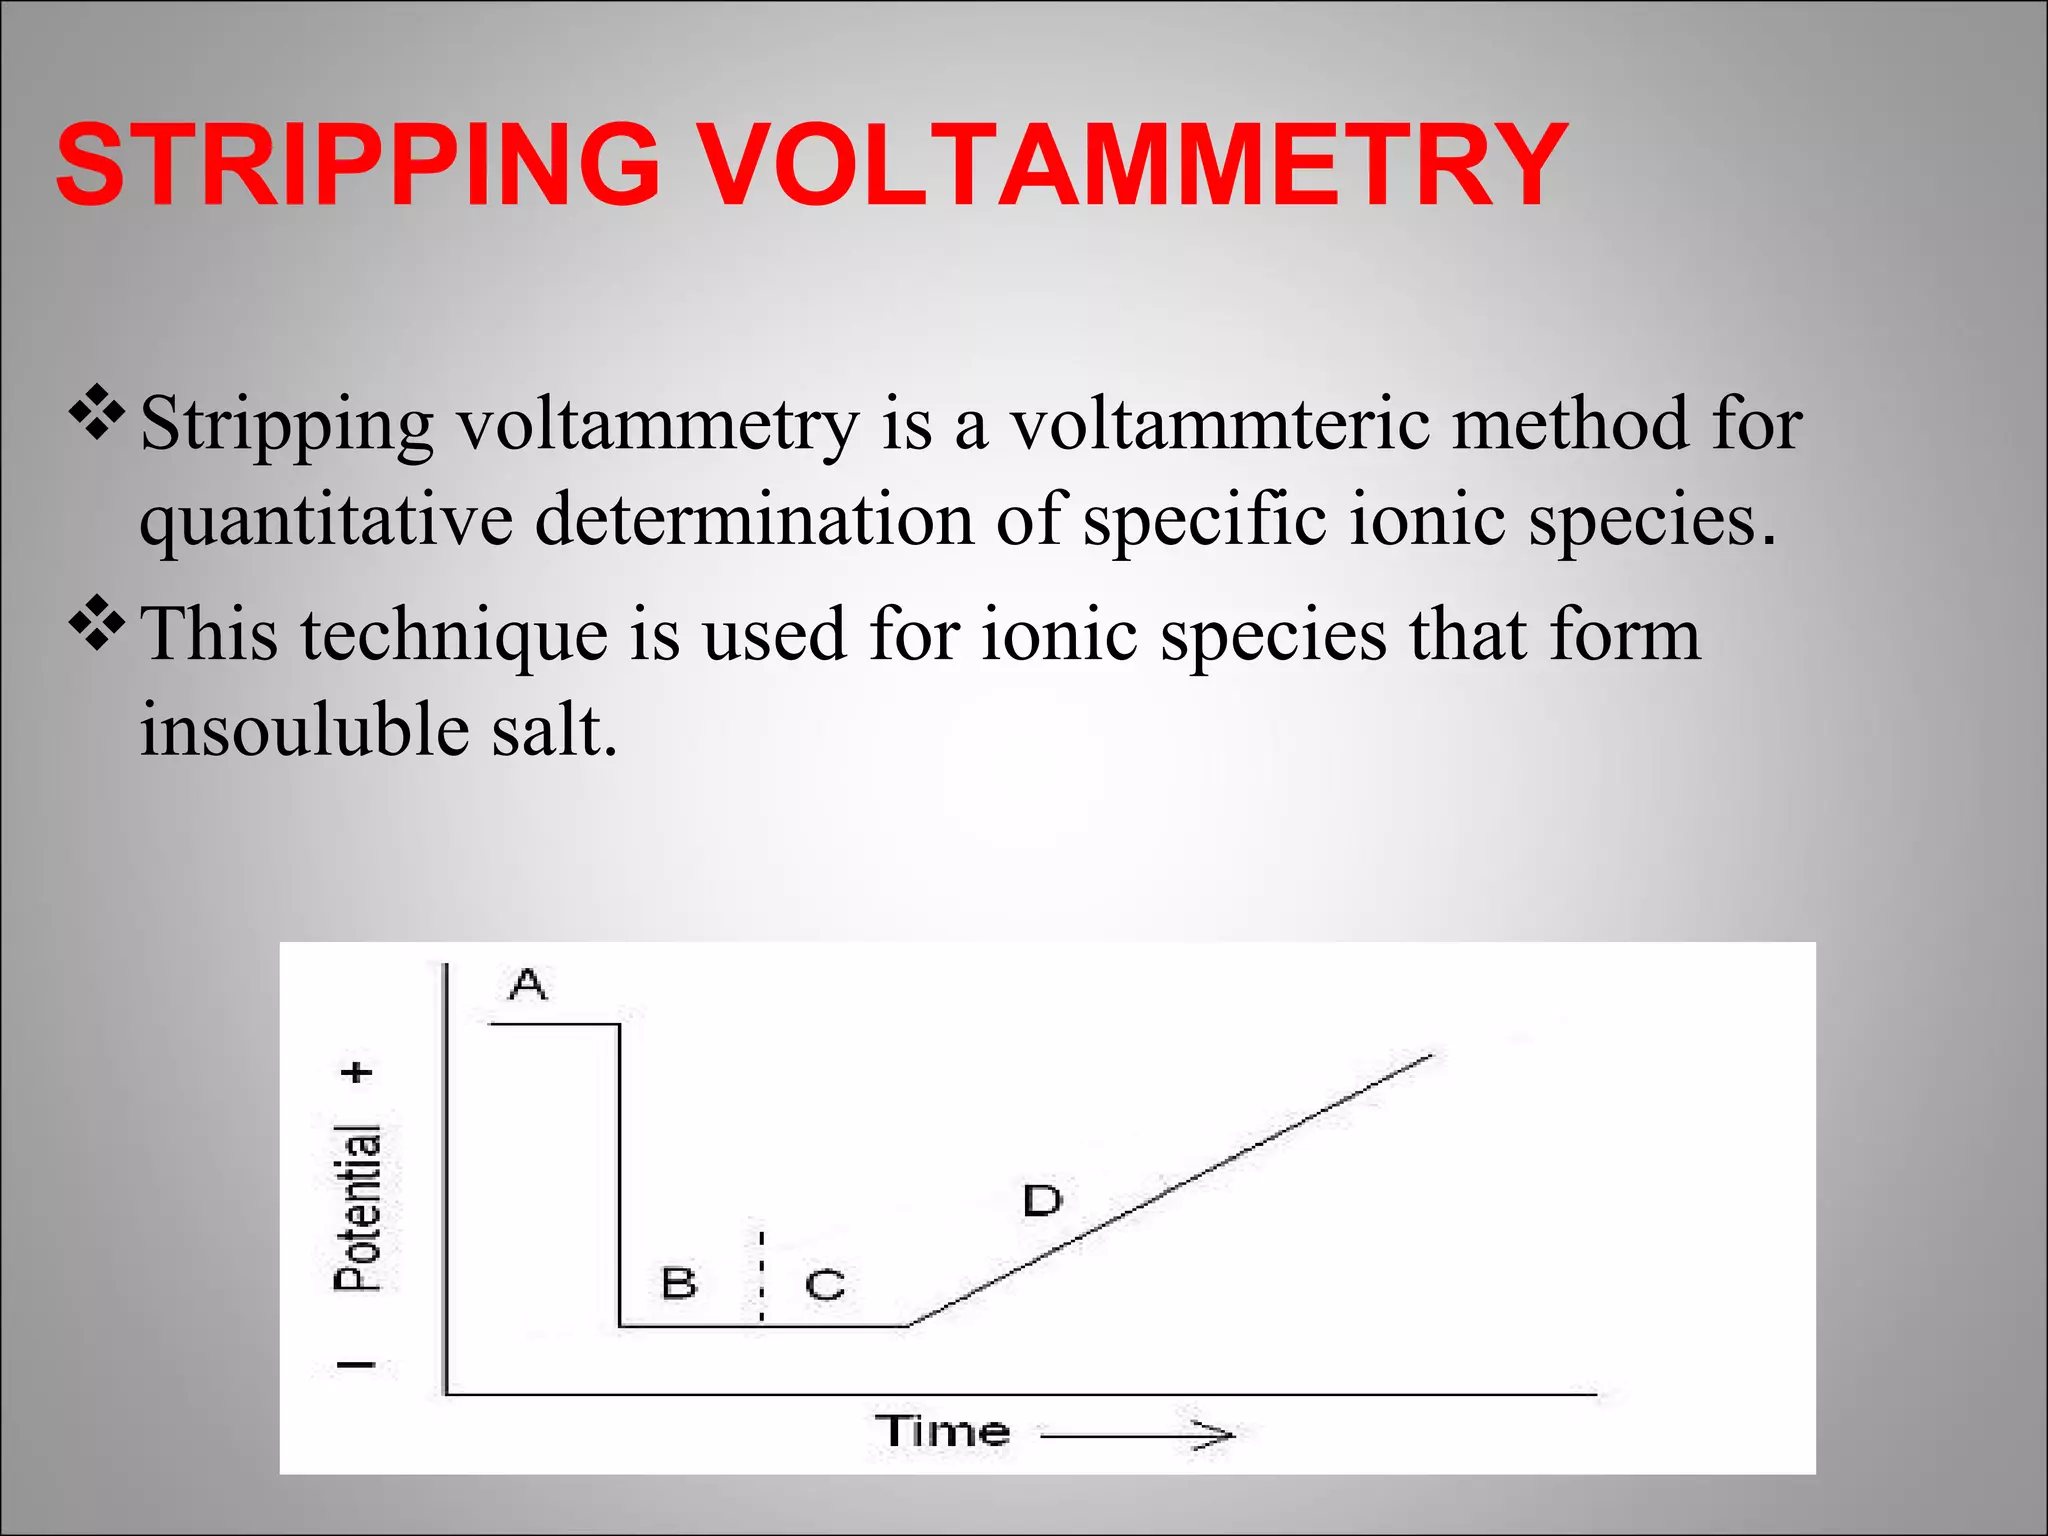 STRIPPING VOLTAMMETRY
❖Stripping voltammetry is a voltammteric method for
quantitative determination of specific ionic species.
❖This technique is used for ionic species that form
insouluble salt.
A
− Potential +
D
B
C
Time